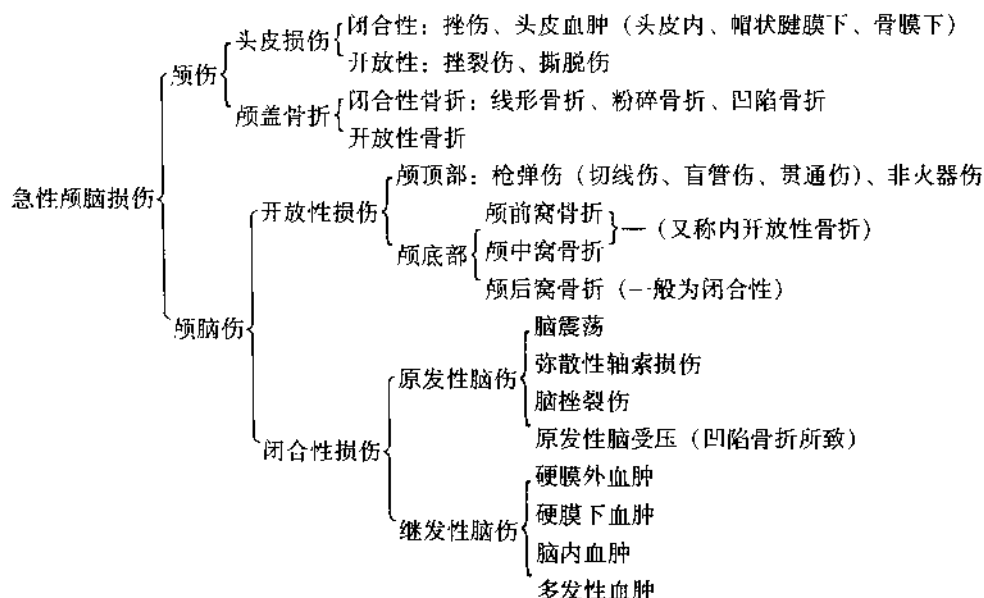 闭合性：挫伤、头皮血肿（头皮内、帽状腱膜下、骨膜下）
头皮损伤
开放性：挫裂伤、撕脱伤
颅伤
闭合性骨折：线形骨折、粉碎骨折、凹陷骨折
颅盖骨折
开放性骨折
颅顶部：枪弹伤（切线伤、盲管伤、贯通伤）、非火器伤
急性颅脑损伤
开放性损伤
颅前窝骨折
—（又称内开放性骨折）
颅底部
颅中窝骨折
颅后窝骨折（一般为闭合性）
颅脑伤
脑震荡
弥散性轴索损伤
原发性脑伤
脑挫裂伤
原发性脑受压（凹陷骨折所致）
闭合性损伤
硬膜外血肿
硬膜下血肿
继发性脑伤
脑内血肿
多发性血肿